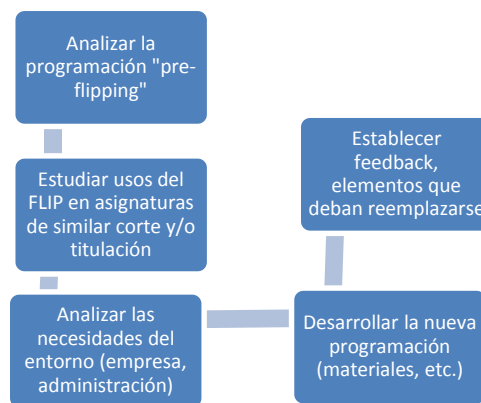 Analizar la
programación "pre-
flipping"
Estudiar usos del
FLIP en asignaturas
de similar corte y/o
titulación
Analizar las
necesidades del
entorno (empresa,
administración)
Desarrollar la nueva
programación
(materiales, etc.)
Establecer
feedback,
elementos que
deban reemplazarse